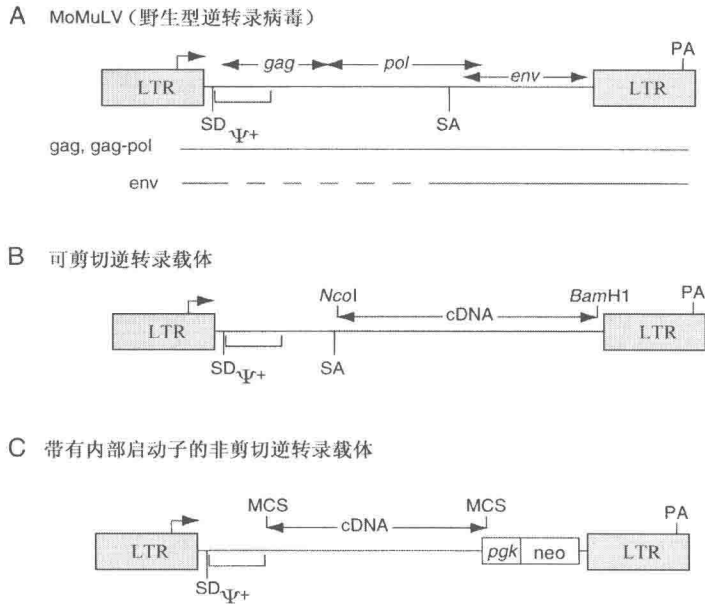 A MoMuLV（野生型逆转录病毒）
PA
gag pol env
LTR LTR
SD Ψ+ SA
gag, gag-pol
env
B 可剪切逆转录载体
NcoI BamH1 PA
cDNA
LTR LTR
SD Ψ+ SA
C 带有内部启动子的非剪切逆转录载体
MCS MCS PA
cDNA
LTR pgk neo LTR
SD Ψ+